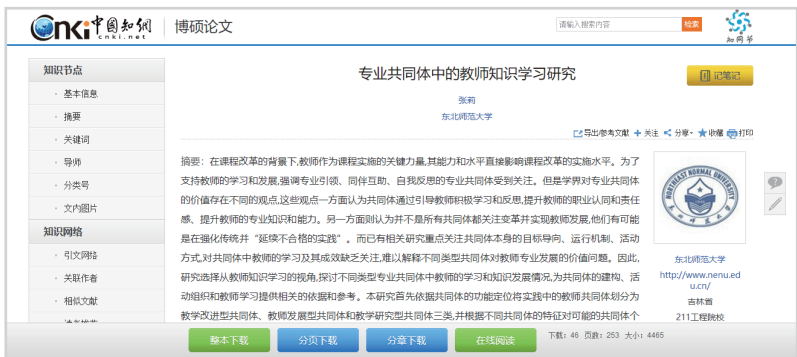 Cnki 中国知网
cnki.net
博硕论文
请输入搜索内容
检索
知网节
知识节点
· 基本信息
· 摘要
· 关键词
· 导师
· 分类号
· 文内图片
知识网络
· 引文网络
· 关联作者
· 相似文献
专业共同体中的教师知识学习研究
记笔记
张莉
东北师范大学
导出/参考文献 关注 分享 收藏 打印
摘要：在课程改革的背景下,教师作为课程实施的关键力量,其能力和水平直接影响课程改革的实施水平。为了
支持教师的学习和发展,强调专业引领、同伴互助、自我反思的专业共同体受到关注。但是学界对专业共同体
的价值存在不同的观点,这些观点一方面认为共同体通过引导教师积极学习和反思,提升教师的职业认同和责任
感、提升教师的专业知识和能力。另一方面则认为并不是所有共同体都关注变革并实现教师发展,他们有可能
是在强化传统并“延续不合格的实践”。而已有相关研究重点关注共同体本身的目标导向、运行机制、活动
方式,对共同体中教师的学习及其成效缺乏关注,难以解释不同类型共同体对教师专业发展的价值问题。因此,
研究选择从教师知识学习的视角,探讨不同类型专业共同体中教师的学习和知识发展情况,为共同体的建构、活
动组织和教师学习提供相关的依据和参考。本研究首先依据共同体的功能定位将实践中的教师共同体划分为
教学改进型共同体、教师发展型共同体和教学研究型共同体三类,并根据不同共同体的特征对可能的共同体个
NORTHEAST NORMAL UNIVERSITY
东北师范大学
http://www.nenu.ed
u.cn/
吉林省
211工程院校
整本下载
分页下载
分章下载
在线阅读
下载: 46 页数: 253 大小: 4465